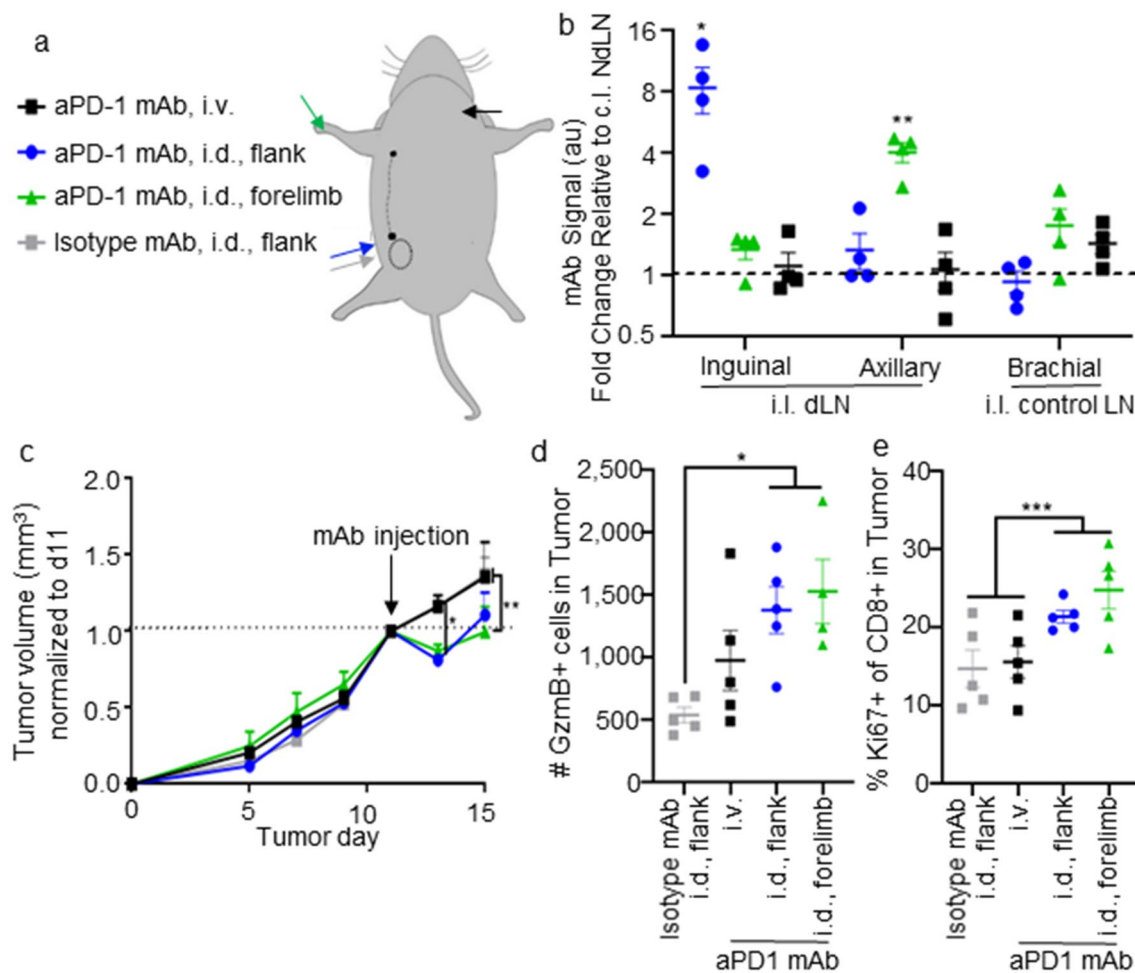 a
aPD-1 mAb, i.v.
aPD-1 mAb, i.d., flank
aPD-1 mAb, i.d., forelimb
Isotype mAb, i.d., flank
b
mAb Signal (au)
Fold Change Relative to c.l. NdLN
16
8
4
2
1
0.5
*
**
Inguinal
Axillary
Brachial
i.l. dLN
i.l. control LN
c
Tumor volume (mm³)
normalized to d11
2.0
1.5
1.0
0.5
0.0
mAb injection
*
**
0
5
10
15
Tumor day
d
# GzmB+ cells in Tumor
2,500
2,000
1,500
1,000
500
0
*
Isotype mAb
i.d., flank
i.v.
i.d., flank
i.d., forelimb
aPD1 mAb
e
% Ki67+ of CD8+ in Tumor
40
30
20
10
0
***
Isotype mAb
i.d., flank
i.v.
i.d., flank
i.d., forelimb
aPD1 mAb